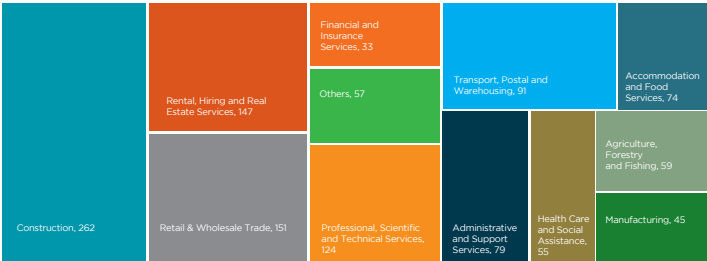 Construction, 262
Rental, Hiring and Real
Estate Services, 147
Retail & Wholesale Trade, 151
Financial and
Insurance
Services, 33
Others, 57
Professional, Scientific
and Technical Services,
124
Transport, Postal and
Warehousing, 91
Accommodation
and Food
Services, 74
Administrative
and Support
Services, 79
Health Care
and Social
Assistance,
55
Agriculture,
Forestry
and Fishing, 59
Manufacturing, 45